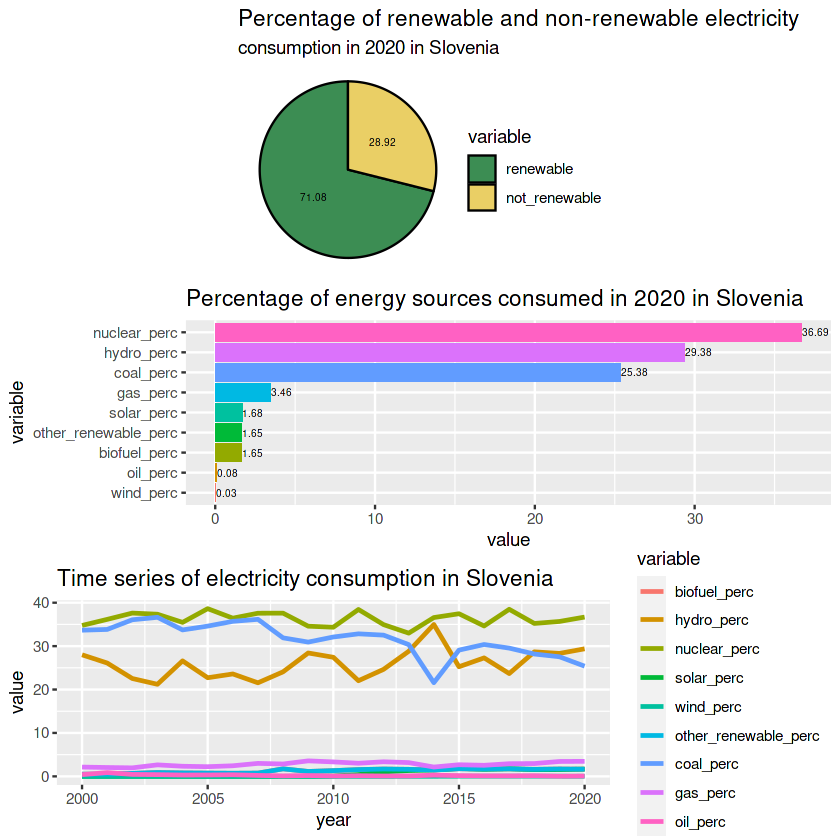 Percentage of renewable and non-renewable electricity
consumption in 2020 in Slovenia
28.92
71.08
variable
renewable
not_renewable
Percentage of energy sources consumed in 2020 in Slovenia
variable
nuclear_perc
36.69
hydro_perc
29.38
coal_perc
25.38
gas_perc
3.46
solar_perc
1.68
other_renewable_perc
1.65
biofuel_perc
1.65
oil_perc
0.08
wind_perc
0.03
0
10
20
30
value
Time series of electricity consumption in Slovenia
value
40
30
20
10
0
2000
2005
2010
2015
2020
year
variable
biofuel_perc
hydro_perc
nuclear_perc
solar_perc
wind_perc
other_renewable_perc
coal_perc
gas_perc
oil_perc